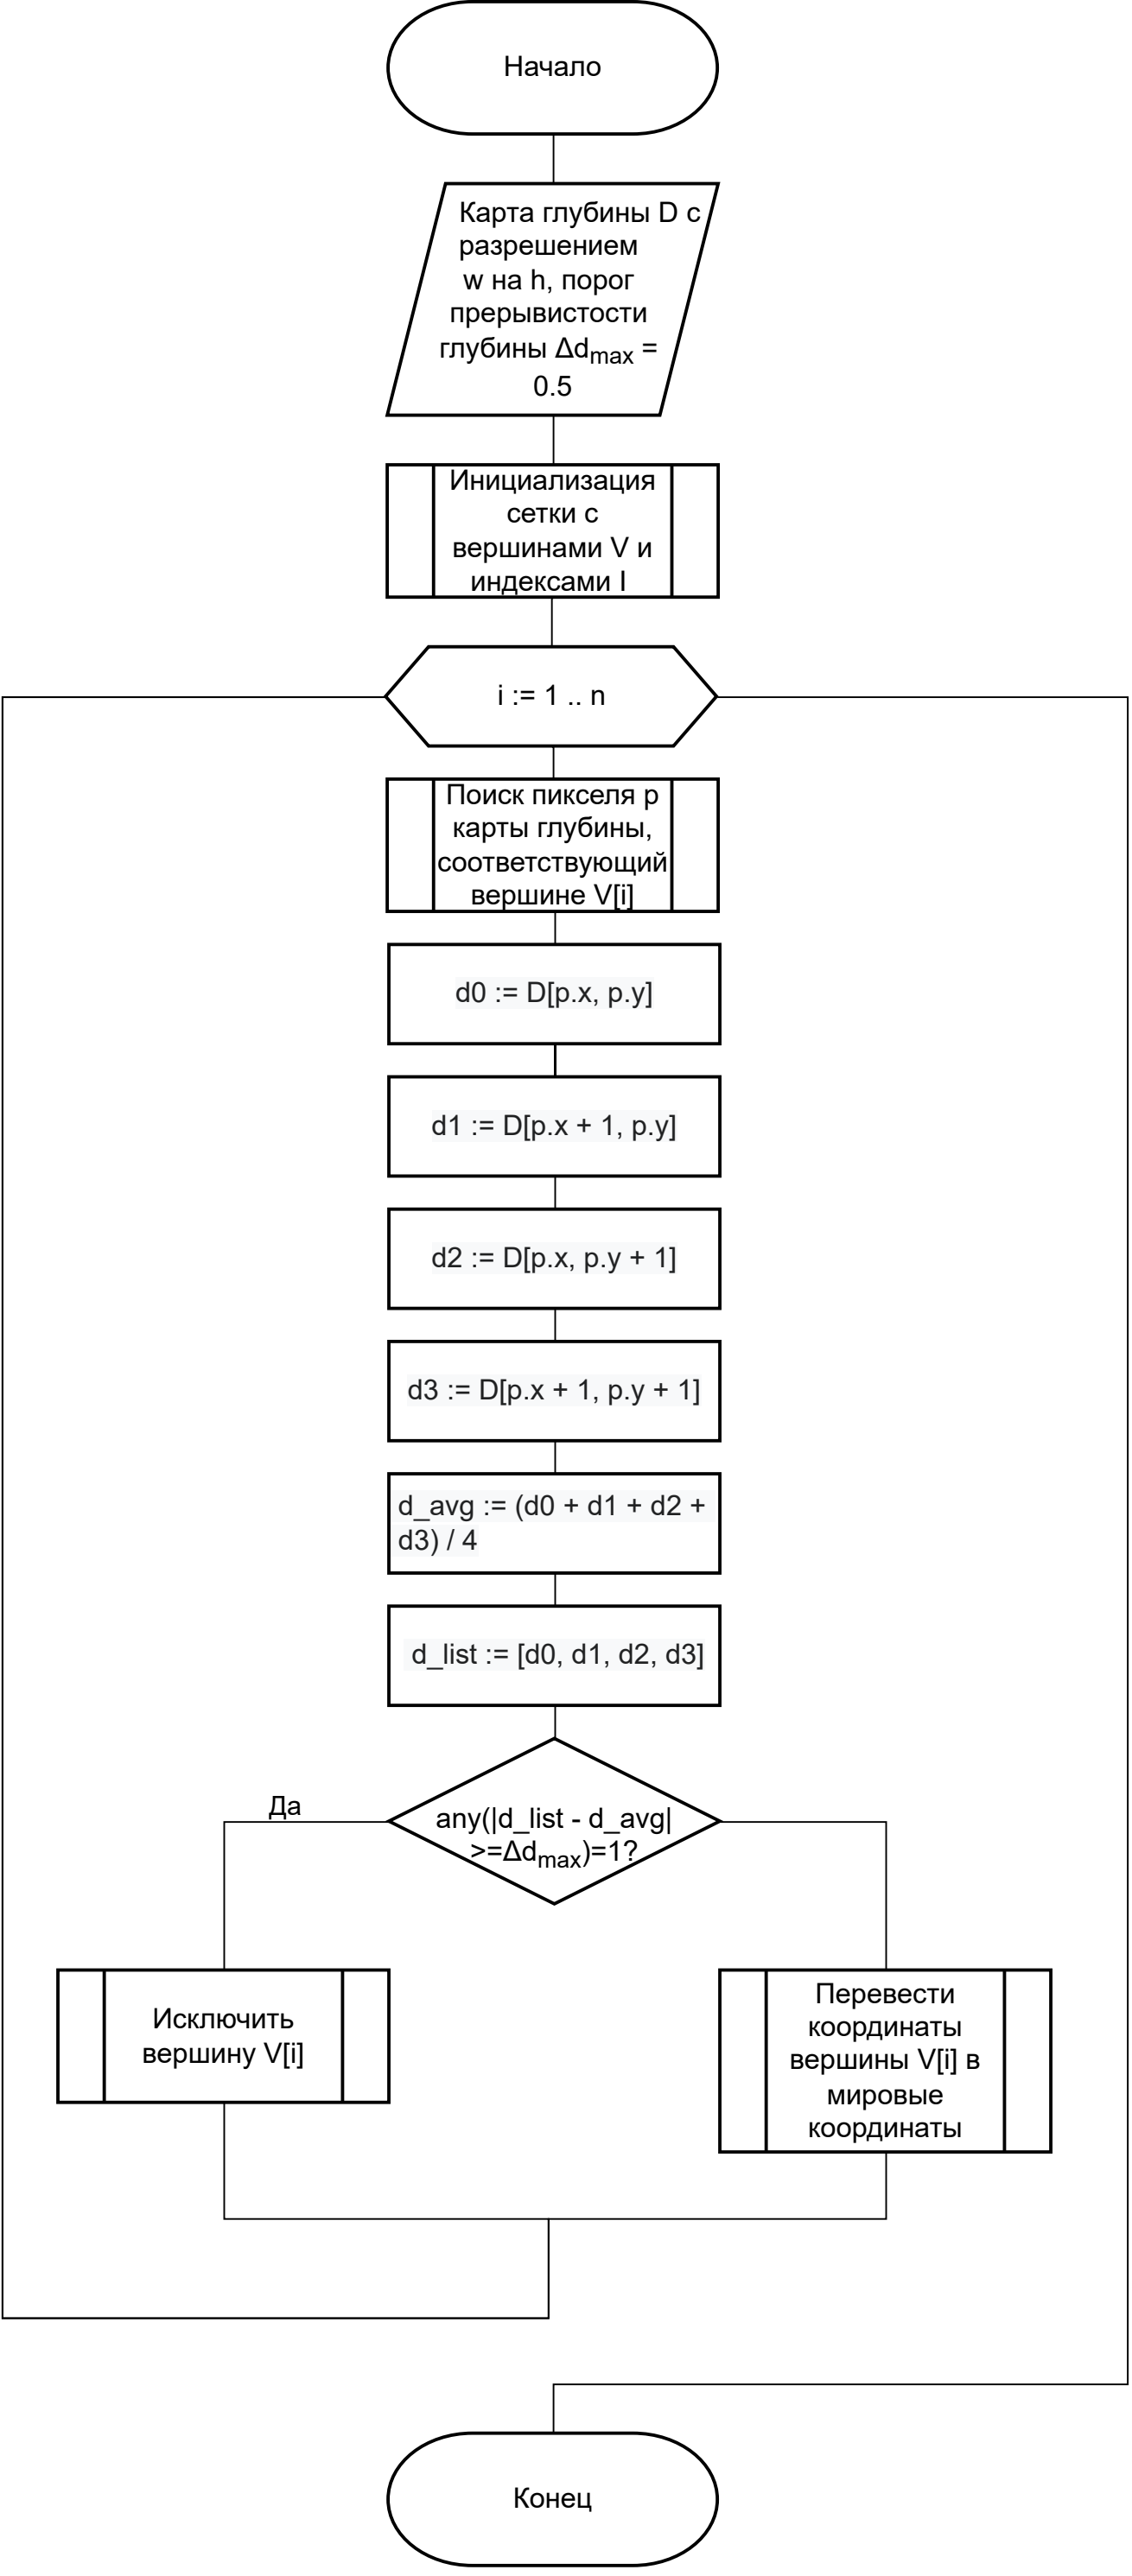 Начало
Карта глубины D с
разрешением
w на h, порог
прерывистости
глубины Δd_max =
0.5
Инициализация
сетки с
вершинами V и
индексами I
i := 1 .. n
Поиск пикселя p
карты глубины,
соответствующий
вершине V[i]
d0 := D[p.x, p.y]
d1 := D[p.x + 1, p.y]
d2 := D[p.x, p.y + 1]
d3 := D[p.x + 1, p.y + 1]
d_avg := (d0 + d1 + d2 +
d3) / 4
d_list := [d0, d1, d2, d3]
Да
any(|d_list - d_avg|
>=Δd_max)=1?
Исключить
вершину V[i]
Перевести
координаты
вершины V[i] в
мировые
координаты
Конец